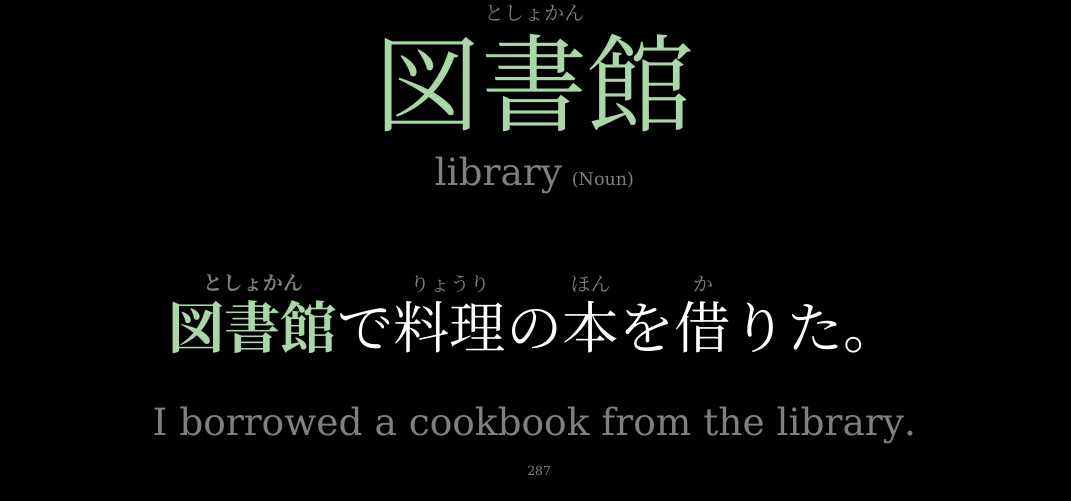 としょかん
図書館
library (Noun)
としょかん りょうり ほん か
図書館で料理の本を借りた。
I borrowed a cookbook from the library.
287